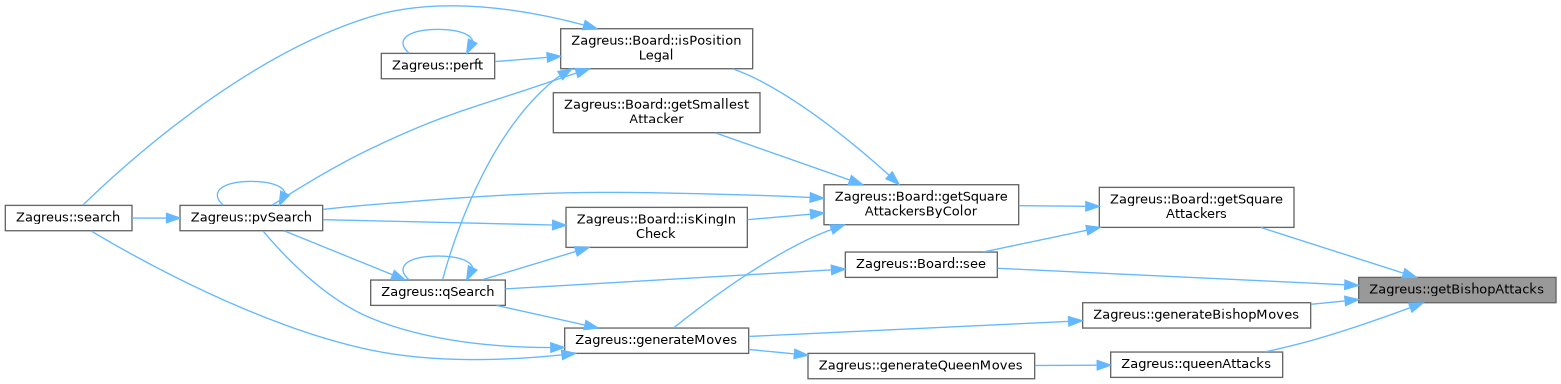 Zagreus::Board::isPosition
Legal
Zagreus::perft
Zagreus::Board::getSmallest
Attacker
Zagreus::Board::getSquare
AttackersByColor
Zagreus::Board::getSquare
Attackers
Zagreus::search
Zagreus::pvSearch
Zagreus::Board::isKingIn
Check
Zagreus::Board::see
Zagreus::qSearch
Zagreus::getBishopAttacks
Zagreus::generateBishopMoves
Zagreus::generateMoves
Zagreus::generateQueenMoves
Zagreus::queenAttacks